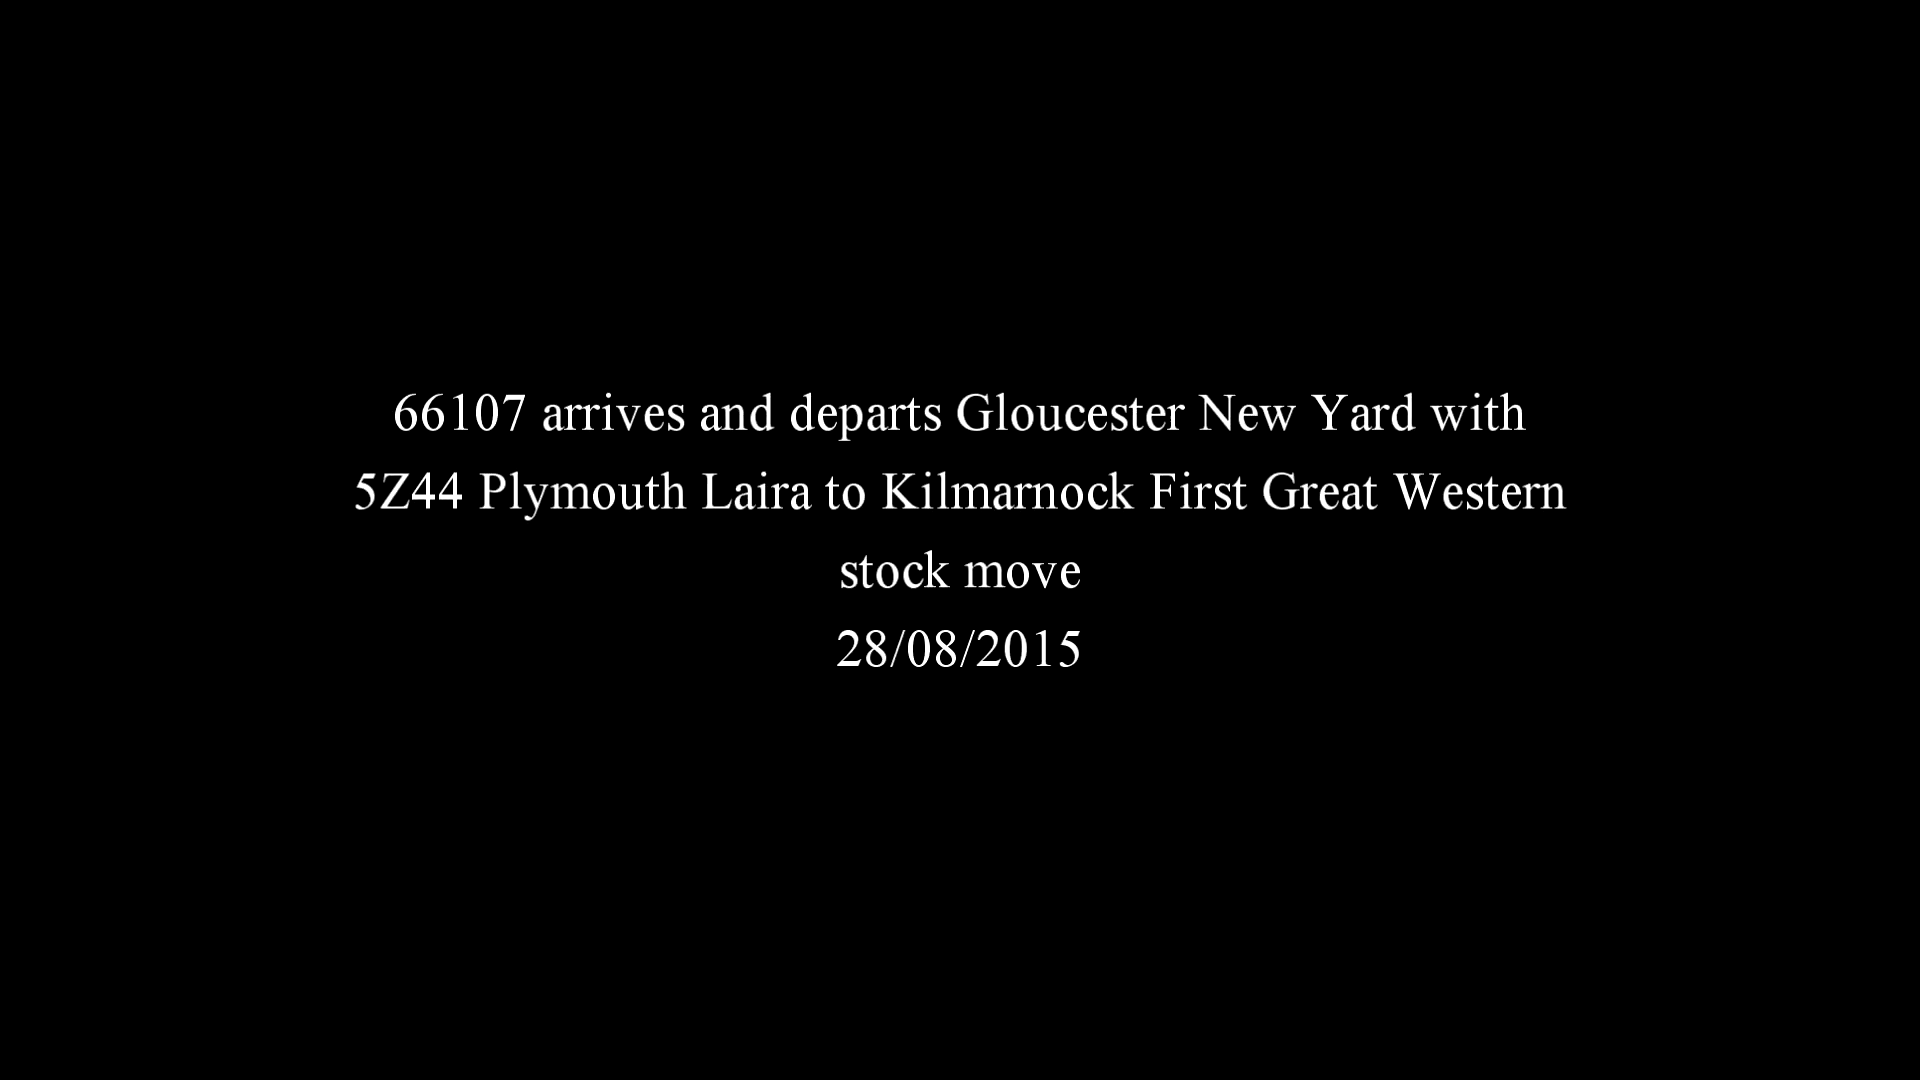 66107 arrives and departs Gloucester New Yard with
5Z44 Plymouth Laira to Kilmarnock First Great Western
stock move
28/08/2015